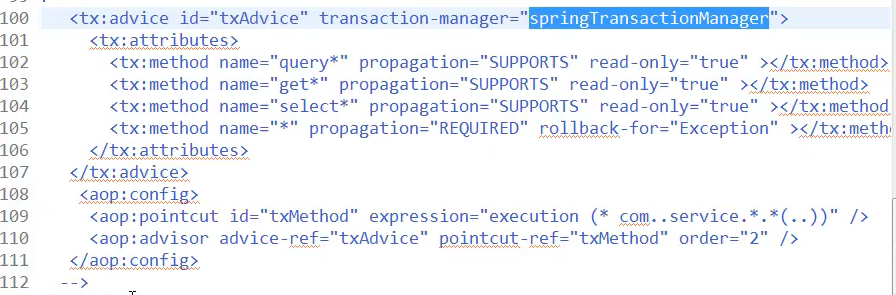 100 <tx:advice id="txAdvice" transaction-manager="springTransactionManager">
101 <tx:attributes>
102 <tx:method name="query*" propagation="SUPPORTS" read-only="true" ></tx:method>
103 <tx:method name="get*" propagation="SUPPORTS" read-only="true" ></tx:method>
104 <tx:method name="select*" propagation="SUPPORTS" read-only="true" ></tx:method
105 <tx:method name="*" propagation="REQUIRED" rollback-for="Exception" ></tx:meth
106 </tx:attributes>
107 </tx:advice>
108 <aop:config>
109 <aop:pointcut id="txMethod" expression="execution (* com..service.*.*(..))" />
110 <aop:advisor advice-ref="txAdvice" pointcut-ref="txMethod" order="2" />
111 </aop:config>
112 -->